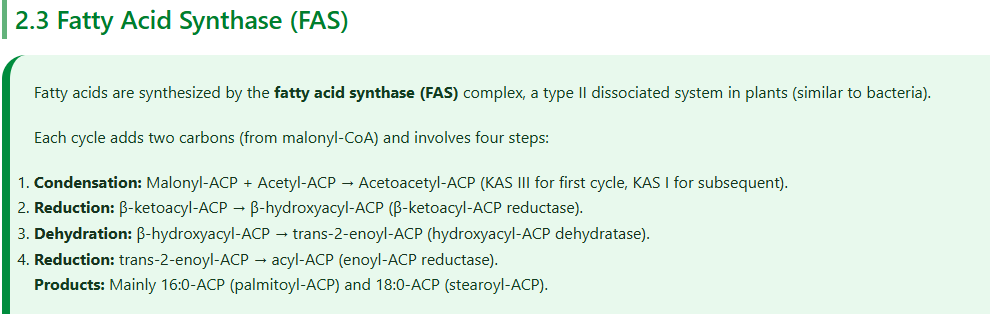 2.3 Fatty Acid Synthase (FAS)
Fatty acids are synthesized by the fatty acid synthase (FAS) complex, a type II dissociated system in plants (similar to bacteria).
Each cycle adds two carbons (from malonyl-CoA) and involves four steps:
1. Condensation: Malonyl-ACP + Acetyl-ACP → Acetoacetyl-ACP (KAS III for first cycle, KAS I for subsequent).
2. Reduction: β-ketoacyl-ACP → β-hydroxyacyl-ACP (β-ketoacyl-ACP reductase).
3. Dehydration: β-hydroxyacyl-ACP → trans-2-enoyl-ACP (hydroxyacyl-ACP dehydratase).
4. Reduction: trans-2-enoyl-ACP → acyl-ACP (enoyl-ACP reductase).
Products: Mainly 16:0-ACP (palmitoyl-ACP) and 18:0-ACP (stearoyl-ACP).